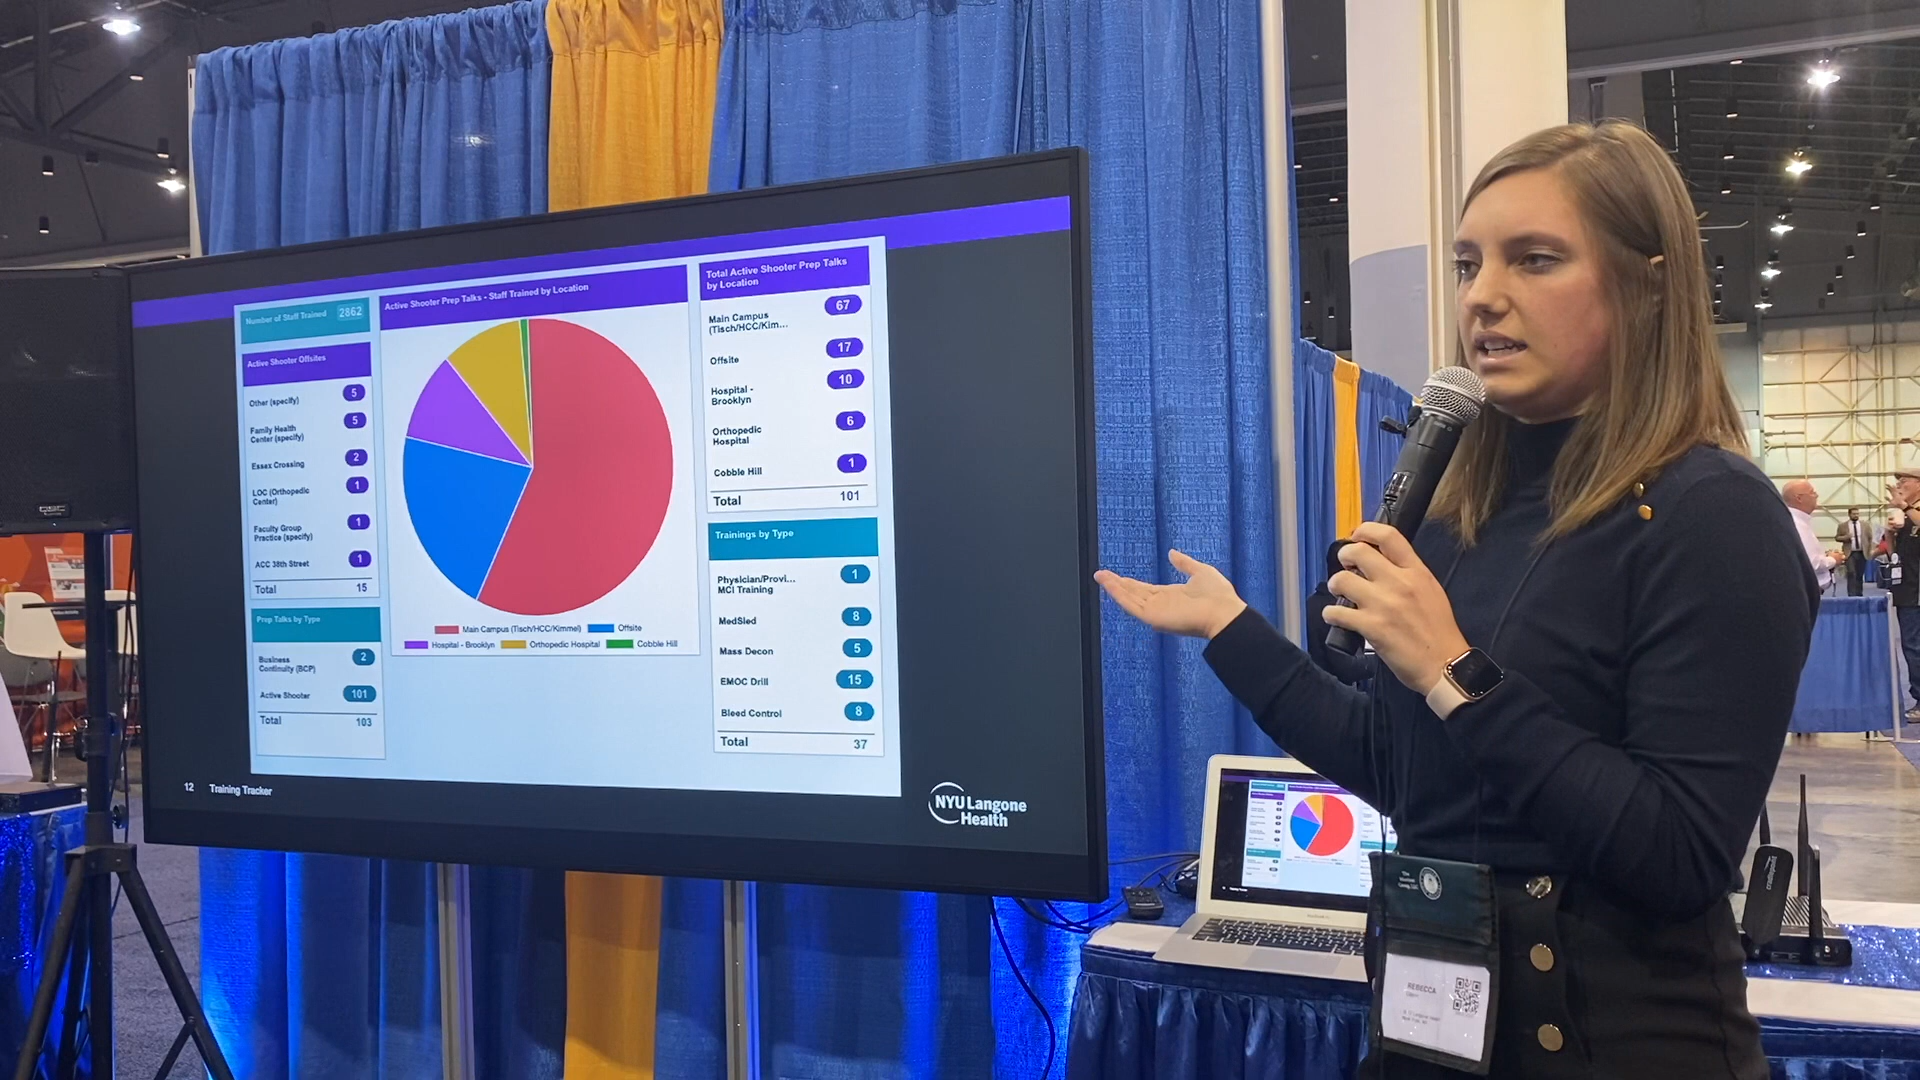 Number of Staff Trained 2862
Active Shooter Offsites
Other (specify) 5
Family Health 5
Center (specify)
Essex Crossing 2
LOC (Orthopedic 1
Center)
Faculty Group 1
Practice (specify)
ACC 38th Street 1
Total 15
Prep Talks by Type
Business 2
Continuity (BCP)
Active Shooter 101
Total 103
Active Shooter Prep Talks - Staff Trained by Location
Main Campus (Tisch/HCC/Kimmel) Offsite
Hospital - Brooklyn Orthopedic Hospital Cobble Hill
Total Active Shooter Prep Talks
by Location
Main Campus 67
(Tisch/HCC/Kim...
Offsite 17
Hospital - 10
Brooklyn
Orthopedic 6
Hospital
Cobble Hill 1
Total 101
Trainings by Type
Physician/Provi... 1
MCI Training
MedSled 8
Mass Decon 5
EMOC Drill 15
Bleed Control 8
Total 37
12 Training Tracker
NYU Langone
Health
QSC
REBECCA